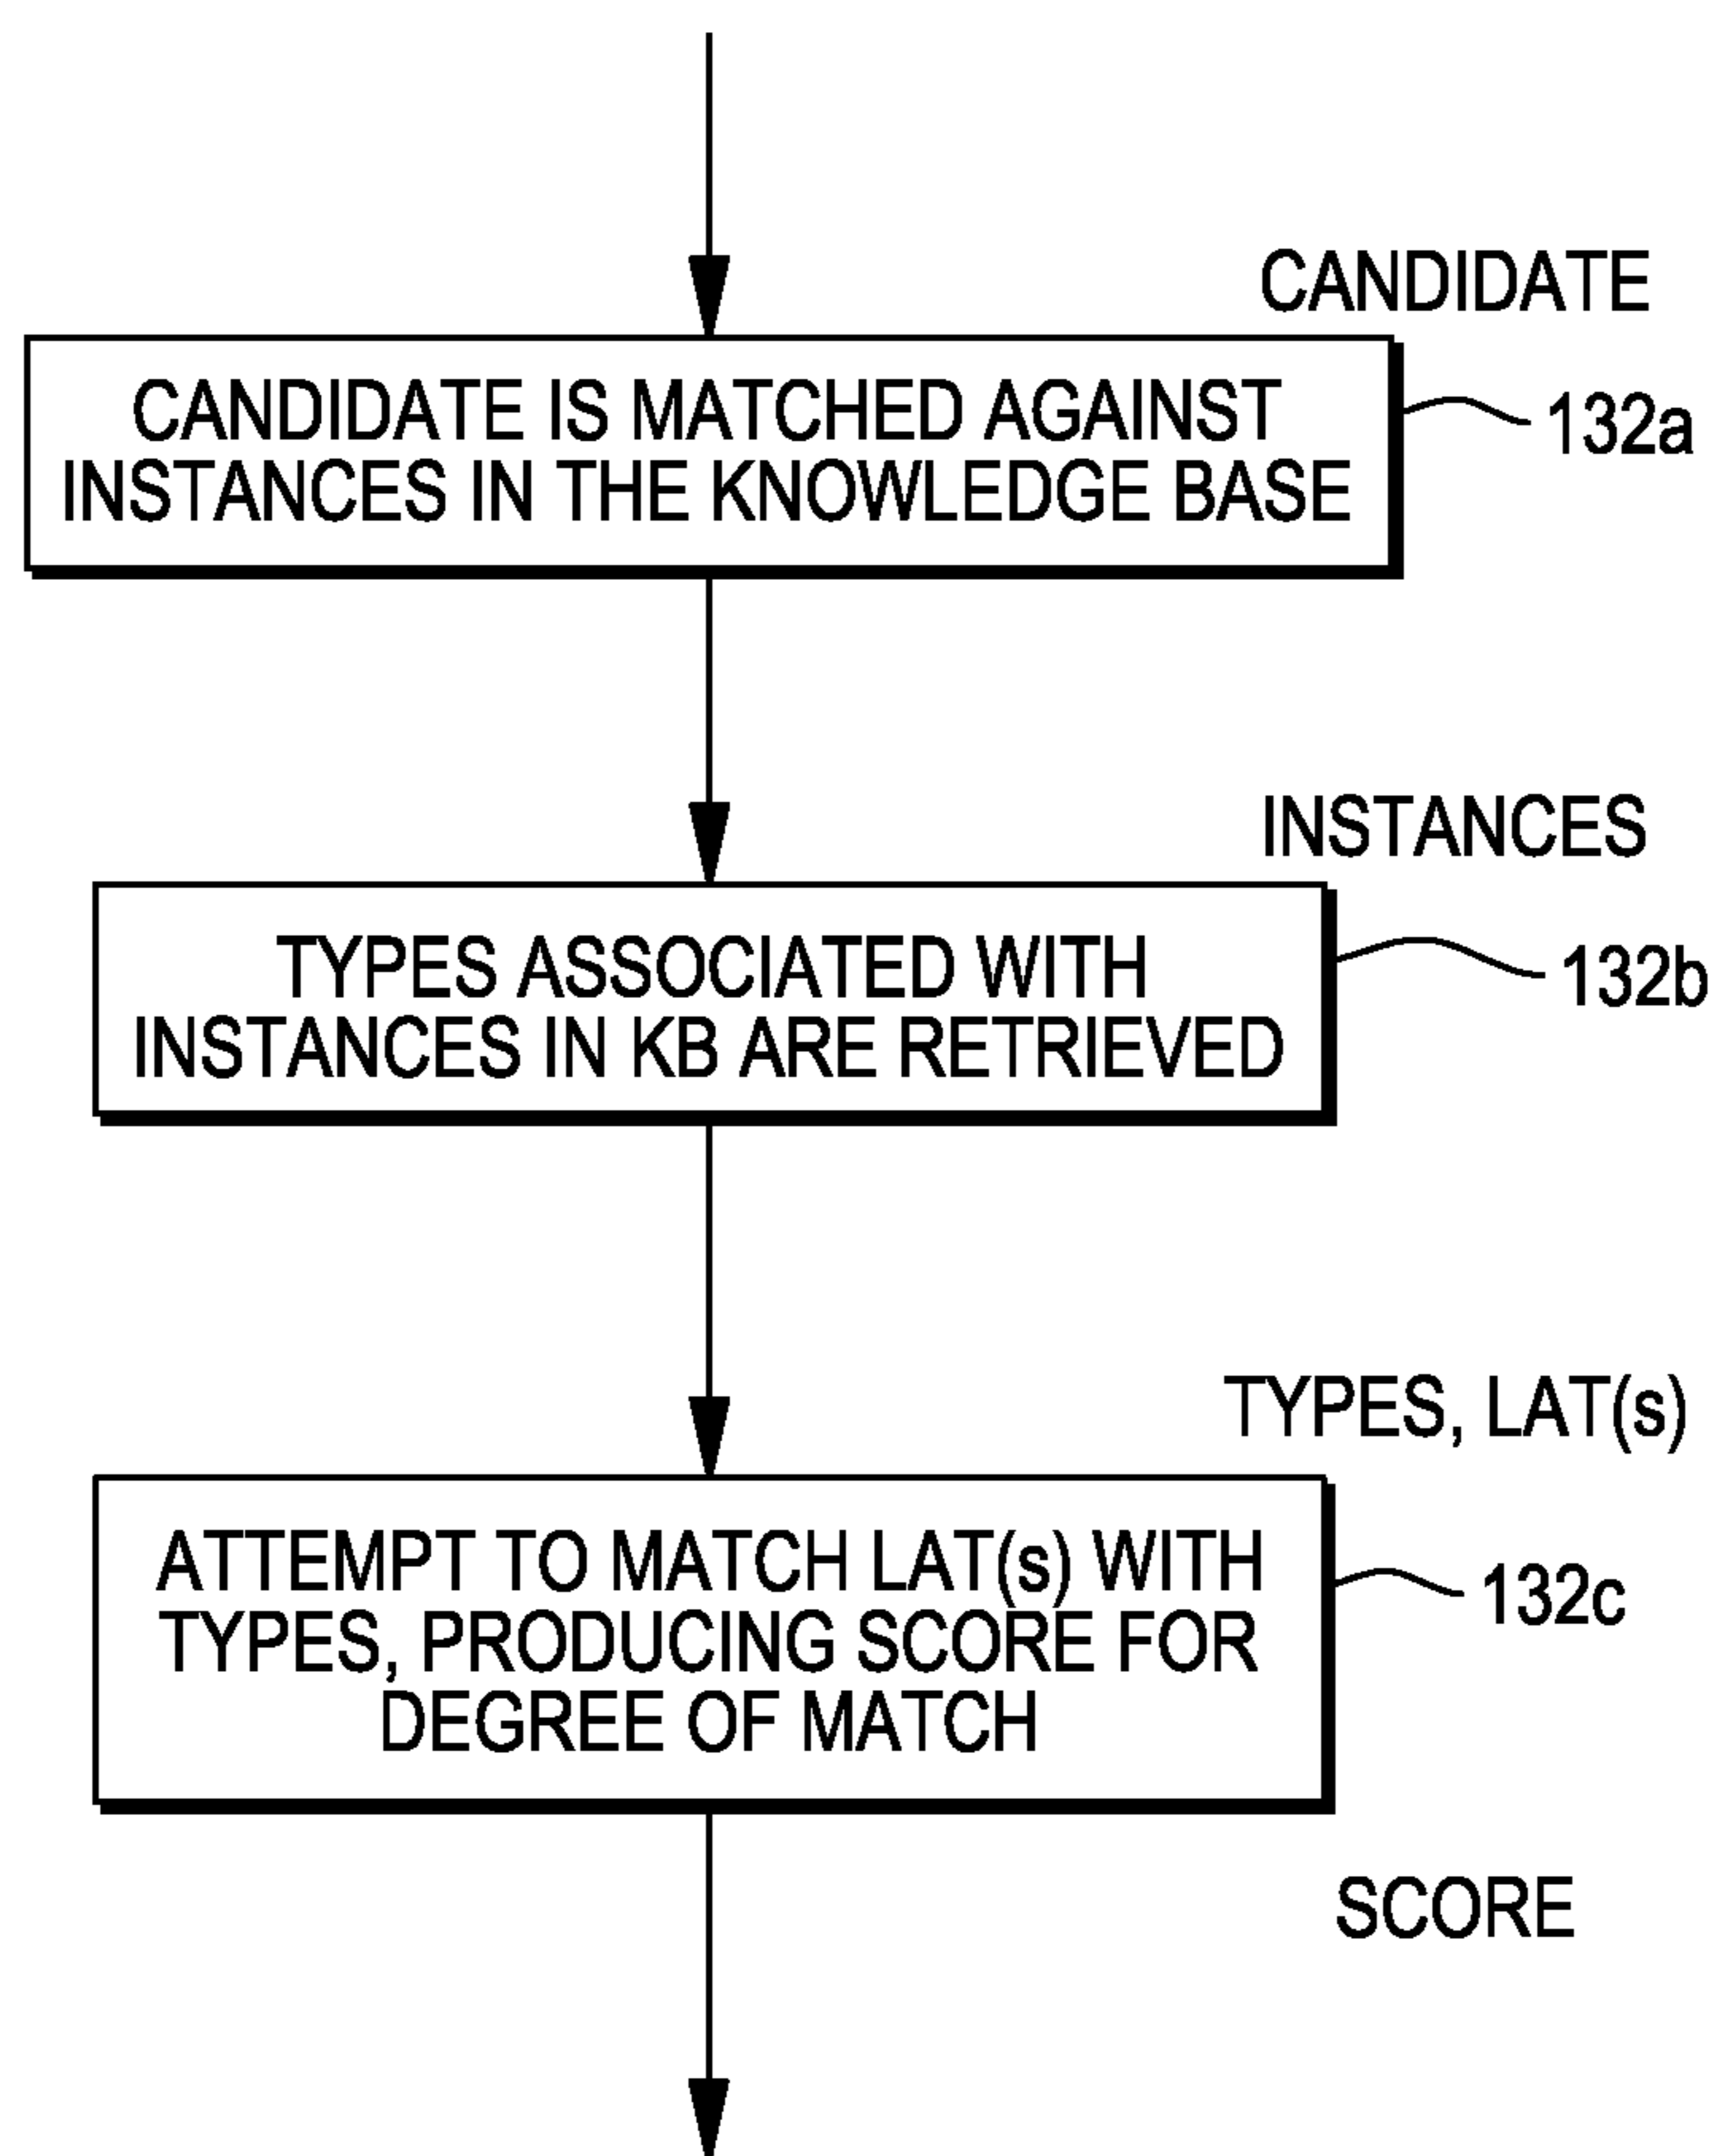 CANDIDATE
CANDIDATE IS MATCHED AGAINST
INSTANCES IN THE KNOWLEDGE BASE
132a
INSTANCES
TYPES ASSOCIATED WITH
INSTANCES IN KB ARE RETRIEVED
132b
TYPES, LAT(s)
ATTEMPT TO MATCH LAT(s) WITH
TYPES, PRODUCING SCORE FOR
DEGREE OF MATCH
132c
SCORE